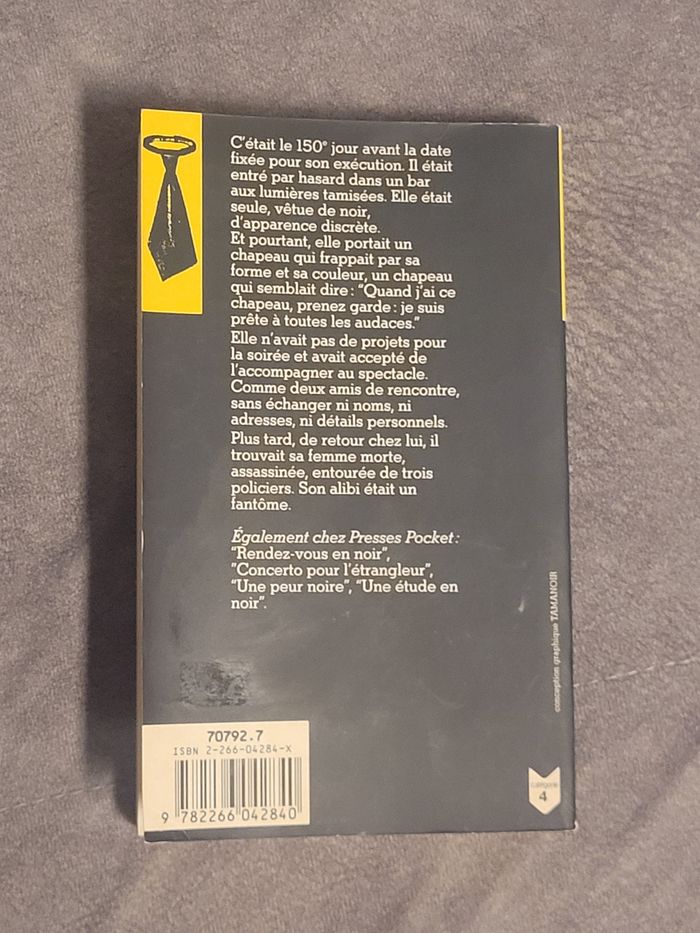 C'était le 150e jour avant la date
fixée pour son exécution. Il était
entré par hasard dans un bar
aux lumières tamisées. Elle était
seule, vêtue de noir,
d'apparence discrète.
Et pourtant, elle portait un
chapeau qui frappait par sa
forme et sa couleur, un chapeau
qui semblait dire : "Quand j'ai ce
chapeau, prenez garde : je suis
prête à toutes les audaces."
Elle n'avait pas de projets pour
la soirée et avait accepté de
l'accompagner au spectacle.
Comme deux amis de rencontre,
sans échanger ni noms, ni
adresses, ni détails personnels.
Plus tard, de retour chez lui, il
trouvait sa femme morte,
assassinée, entourée de trois
policiers. Son alibi était un
fantôme.
Également chez Presses Pocket :
"Rendez-vous en noir",
"Concerto pour l'étrangleur",
"Une peur noire", "Une étude en
noir".
conception graphique TAMANOIR
70792.7
ISBN 2-266-04284-X
9 782266 042840
catégorie
4